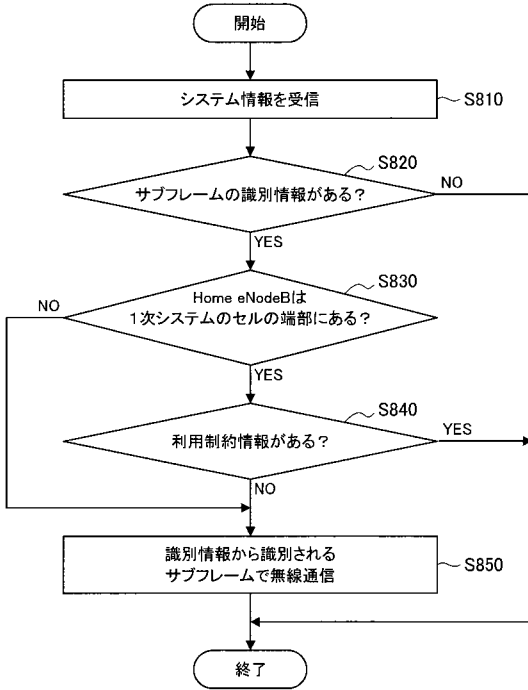 開始
システム情報を受信
S810
サブフレームの識別情報がある？
S820
NO
YES
Home eNodeBは
１次システムのセルの端部にある？
S830
NO
YES
利用制約情報がある？
S840
YES
NO
識別情報から識別される
サブフレームで無線通信
S850
終了